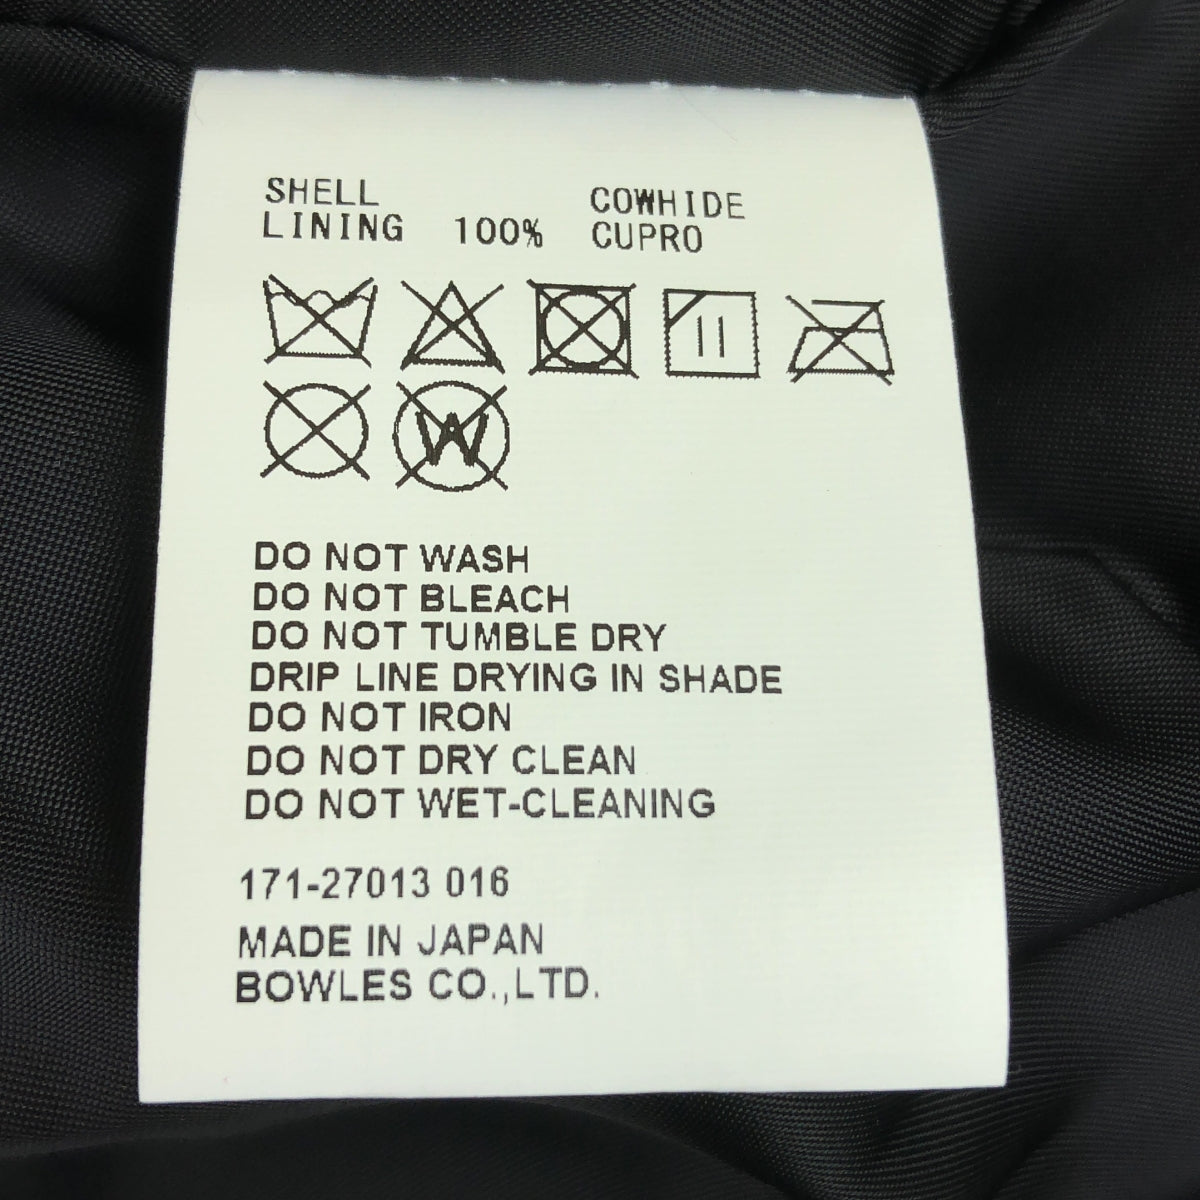 SHELL COWHIDE
LINING 100% CUPRO
W
DO NOT WASH
DO NOT BLEACH
DO NOT TUMBLE DRY
DRIP LINE DRYING IN SHADE
DO NOT IRON
DO NOT DRY CLEAN
DO NOT WET-CLEANING
171-27013 016
MADE IN JAPAN
BOWLES CO.,LTD.